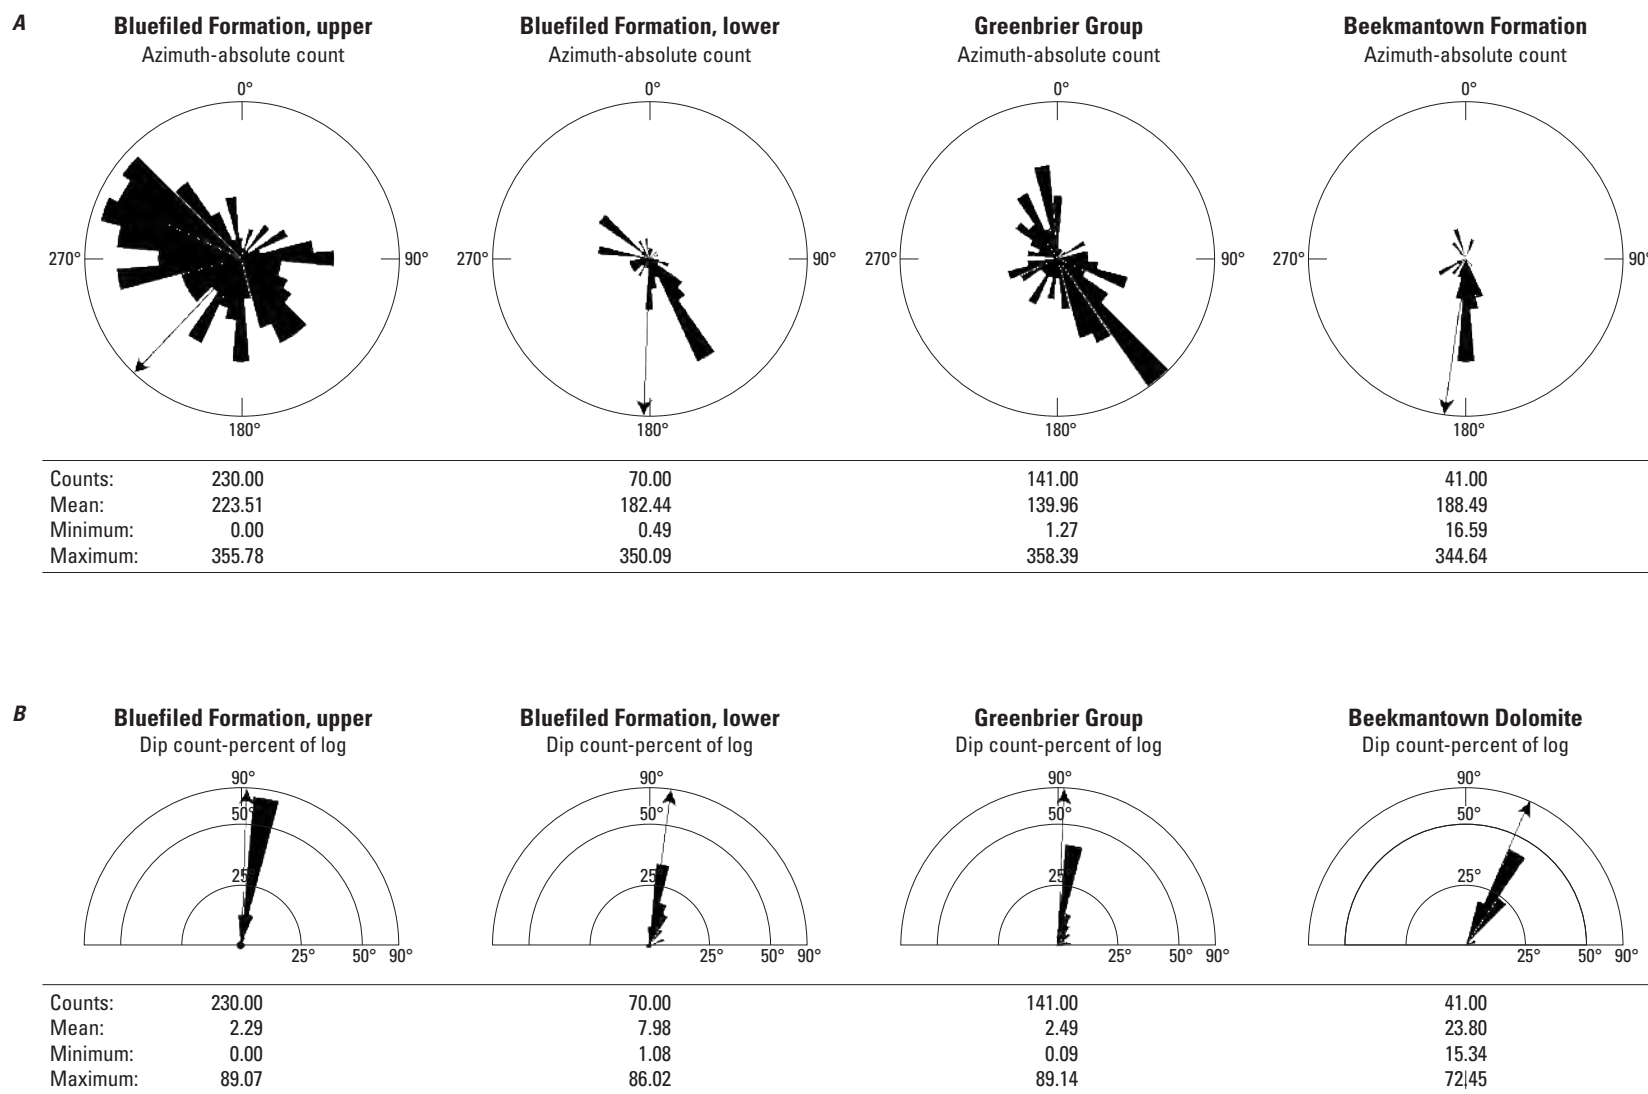 A
Bluefiled Formation, upper
Azimuth-absolute count
0°
270°
90°
180°
Bluefiled Formation, lower
Azimuth-absolute count
0°
270°
90°
180°
Greenbrier Group
Azimuth-absolute count
0°
270°
90°
180°
Beekmantown Formation
Azimuth-absolute count
0°
270°
90°
180°
Counts: 230.00 70.00 141.00 41.00
Mean: 223.51 182.44 139.96 188.49
Minimum: 0.00 0.49 1.27 16.59
Maximum: 355.78 350.09 358.39 344.64
B
Bluefiled Formation, upper
Dip count-percent of log
90°
50°
25°
25° 50° 90°
Bluefiled Formation, lower
Dip count-percent of log
90°
50°
25°
25° 50° 90°
Greenbrier Group
Dip count-percent of log
90°
50°
25°
25° 50° 90°
Beekmantown Dolomite
Dip count-percent of log
90°
50°
25°
25° 50° 90°
Counts: 230.00 70.00 141.00 41.00
Mean: 2.29 7.98 2.49 23.80
Minimum: 0.00 1.08 0.09 15.34
Maximum: 89.07 86.02 89.14 72|45